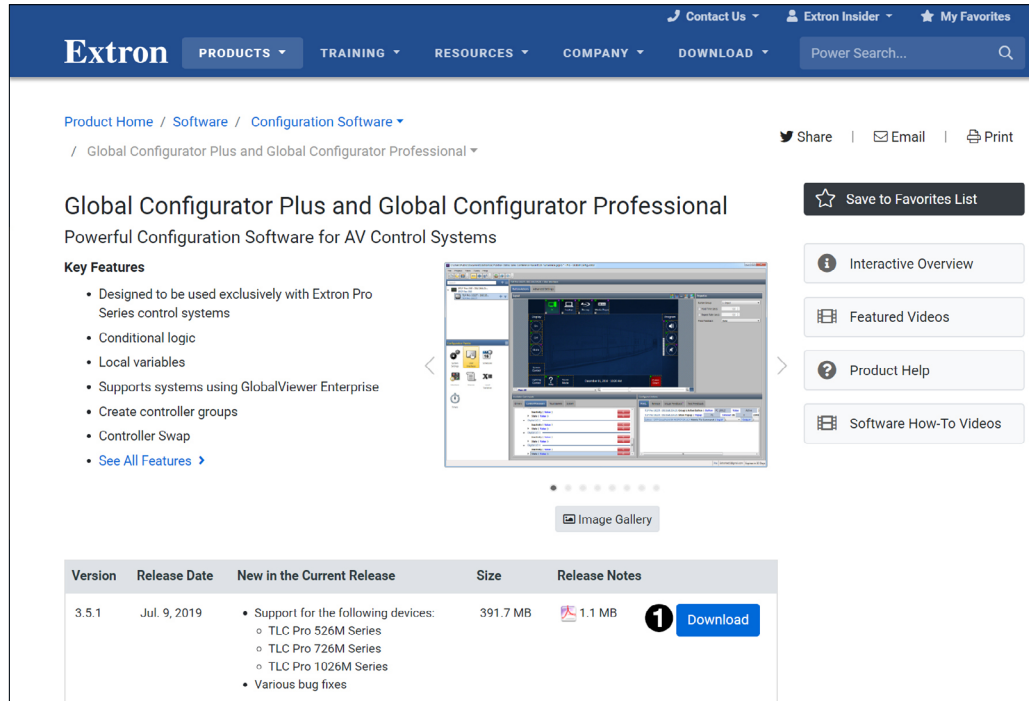 Contact Us
Extron Insider
My Favorites
Extron
PRODUCTS
TRAINING
RESOURCES
COMPANY
DOWNLOAD
Power Search...
Product Home / Software / Configuration Software
/ Global Configurator Plus and Global Configurator Professional
Share | Email | Print
Global Configurator Plus and Global Configurator Professional
Powerful Configuration Software for AV Control Systems
Key Features
• Designed to be used exclusively with Extron Pro
Series control systems
• Conditional logic
• Local variables
• Supports systems using GlobalViewer Enterprise
• Create controller groups
• Controller Swap
• See All Features
Image Gallery
Save to Favorites List
Interactive Overview
Featured Videos
Product Help
Software How-To Videos
Version Release Date New in the Current Release Size Release Notes
3.5.1 Jul. 9, 2019 • Support for the following devices: 391.7 MB 1.1 MB 1 Download
◦ TLC Pro 526M Series
◦ TLC Pro 726M Series
◦ TLC Pro 1026M Series
• Various bug fixes